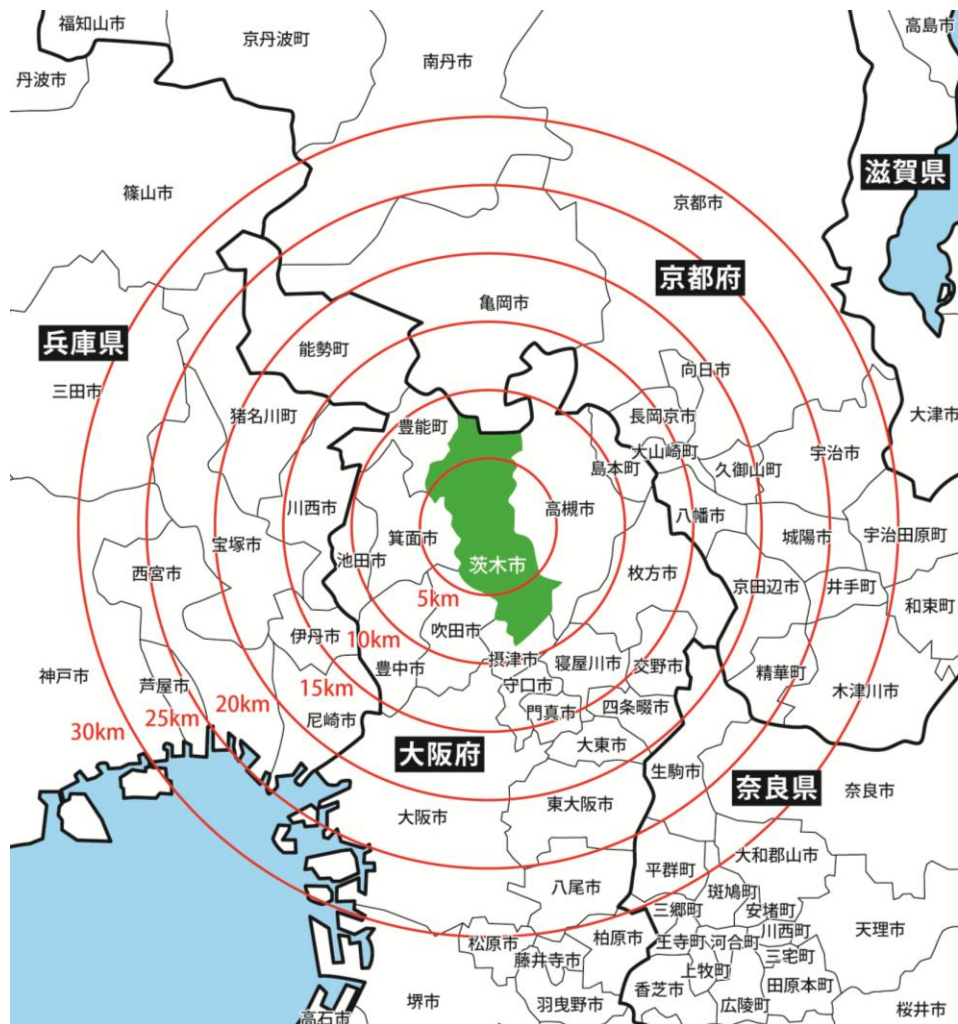 福知山市
京丹波町
高島市
南丹市
丹波市
滋賀県
篠山市
京都市
京都府
亀岡市
兵庫県
能勢町
向日市
三田市
猪名川町
長岡京市
大津市
豊能町
大山崎町
宇治市
島本町
久御山町
川西市
高槻市
八幡市
箕面市
城陽市
宇治田原町
宝塚市
池田市
茨木市
西宮市
枚方市
京田辺市
井手町
5km
和束町
伊丹市
10km
吹田市
摂津市
寝屋川市
交野市
豊中市
精華町
神戸市
芦屋市
15km
守口市
木津川市
20km
門真市
四条畷市
25km
尼崎市
30km
大東市
大阪府
生駒市
奈良県
奈良市
東大阪市
大阪市
大和郡山市
平群町
八尾市
斑鳩町
三郷町
安堵町
川西町
天理市
松原市
柏原市
王寺町
河合町
三宅町
藤井寺市
上牧町
香芝市
田原本町
堺市
羽曳野市
広陵町
桜井市
高石市